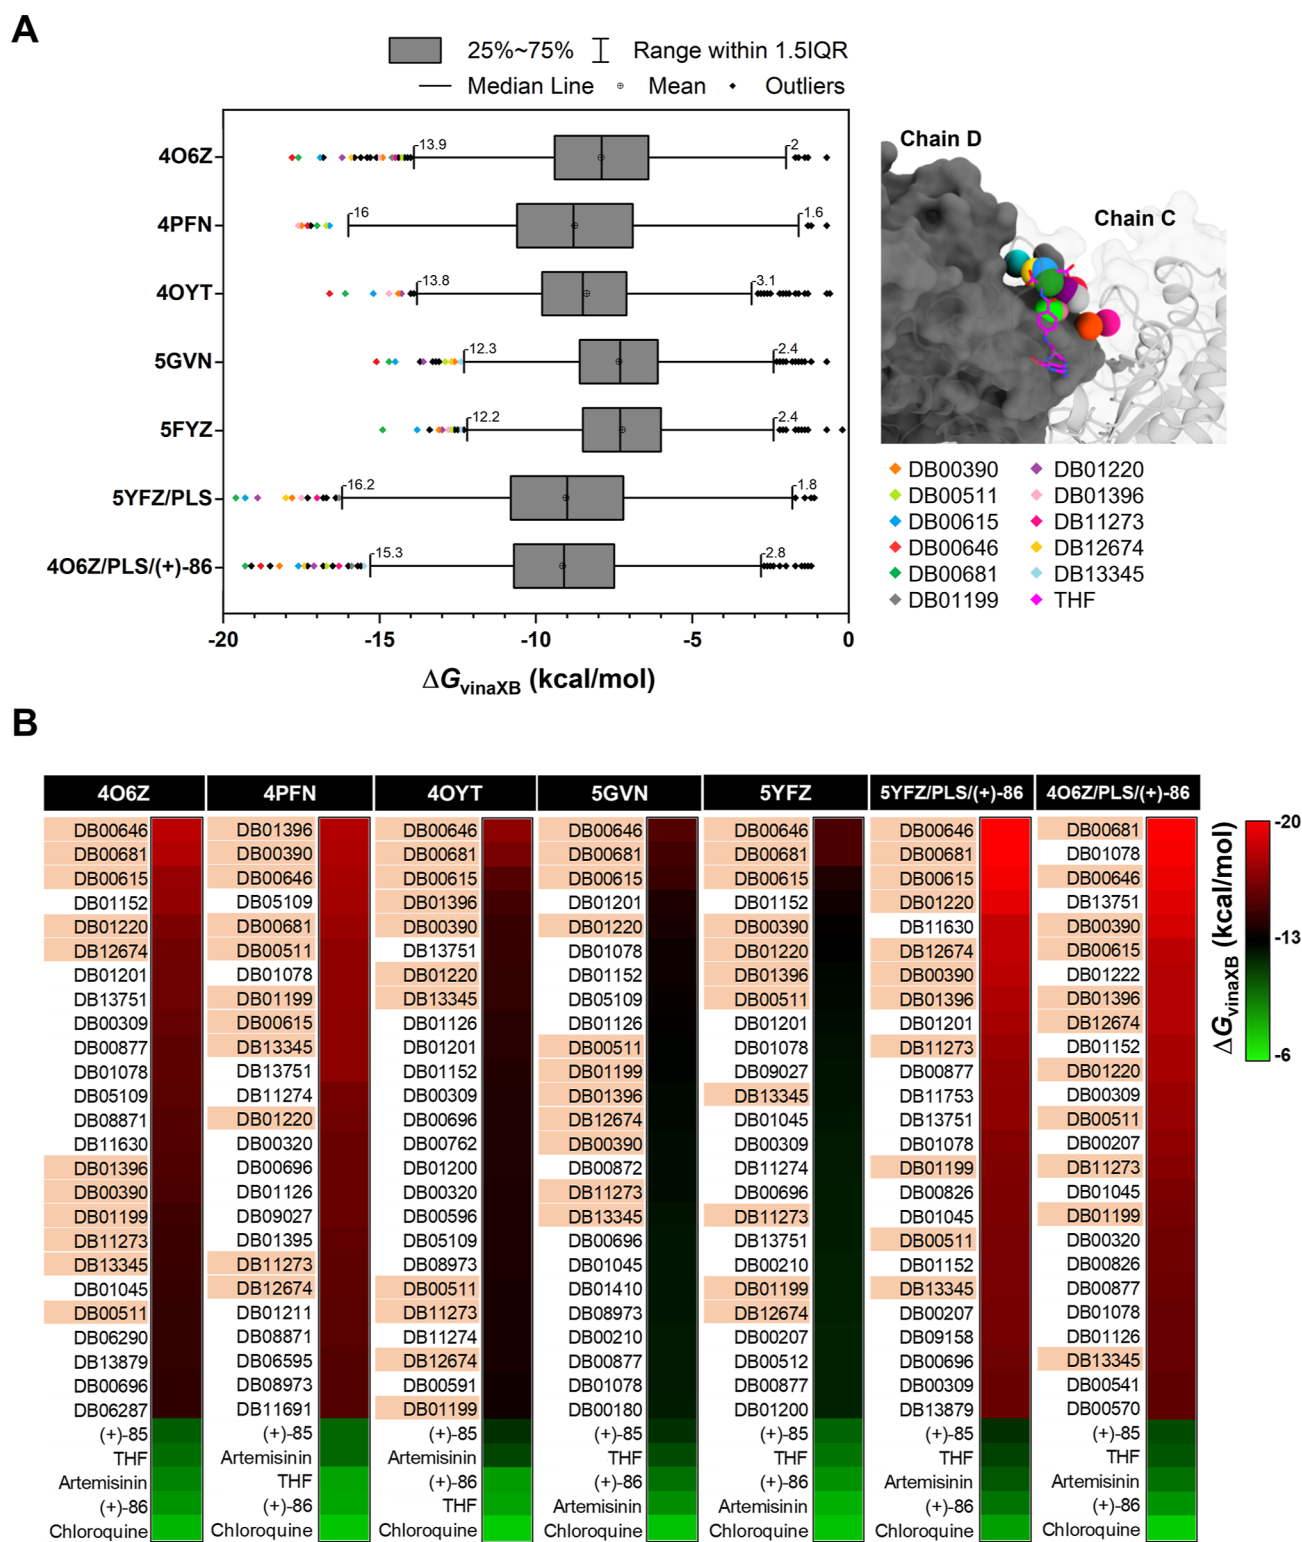 A
25%~75%
Range within 1.5IQR
Median Line
Mean
Outliers
4O6Z
-13.9
-2
4PFN
-16
-1.6
4OYT
-13.8
-3.1
5GVN
-12.3
-2.4
5FYZ
-12.2
-2.4
5YFZ/PLS
-16.2
-1.8
4O6Z/PLS/(+)-86
-15.3
-2.8
-20 -15 -10 -5 0
ΔG vinaXB (kcal/mol)
Chain D
Chain C
DB00390 DB01220
DB00511 DB01396
DB00615 DB11273
DB00646 DB12674
DB00681 DB13345
DB01199 THF
B
4O6Z 4PFN 4OYT 5GVN 5YFZ 5YFZ/PLS/(+)-86 4O6Z/PLS/(+)-86
DB00646 DB01396 DB00646 DB00646 DB00646 DB00646 DB00681
DB00681 DB00390 DB00681 DB00681 DB00681 DB00681 DB01078
DB00615 DB00646 DB00615 DB00615 DB00615 DB00615 DB00646
DB01152 DB05109 DB01396 DB01201 DB01152 DB01220 DB13751
DB01220 DB00681 DB00390 DB01220 DB00390 DB11630 DB00390
DB12674 DB00511 DB13751 DB01078 DB01220 DB12674 DB00615
DB01201 DB01078 DB01220 DB01152 DB01396 DB00390 DB01222
DB13751 DB01199 DB13345 DB05109 DB00511 DB01396 DB01396
DB00309 DB00615 DB01126 DB01126 DB01201 DB01201 DB12674
DB00877 DB13345 DB01201 DB00511 DB01078 DB11273 DB01152
DB01078 DB13751 DB01152 DB01199 DB09027 DB00877 DB01220
DB05109 DB11274 DB00309 DB01396 DB13345 DB11753 DB00309
DB08871 DB01220 DB00696 DB12674 DB01045 DB13751 DB00511
DB11630 DB00320 DB00762 DB00390 DB00309 DB01078 DB00207
DB01396 DB00696 DB01200 DB00872 DB11274 DB01199 DB11273
DB00390 DB01126 DB00320 DB11273 DB00696 DB00826 DB01045
DB01199 DB09027 DB00596 DB13345 DB11273 DB01045 DB01199
DB11273 DB01395 DB05109 DB00696 DB13751 DB00511 DB00320
DB13345 DB11273 DB08973 DB01045 DB00210 DB01152 DB00826
DB01045 DB12674 DB00511 DB01410 DB01199 DB13345 DB00877
DB00511 DB01211 DB11273 DB08973 DB12674 DB00207 DB01078
DB06290 DB08871 DB11274 DB00210 DB00207 DB09158 DB01126
DB13879 DB06595 DB12674 DB00877 DB00512 DB00696 DB13345
DB00696 DB08973 DB00591 DB01078 DB00877 DB00309 DB00541
DB06287 DB11691 DB01199 DB00180 DB01200 DB13879 DB00570
(+)-85 (+)-85 (+)-85 (+)-85 (+)-85 (+)-85 (+)-85
THF Artemisinin Artemisinin THF THF THF THF
Artemisinin THF (+)-86 (+)-86 (+)-86 Artemisinin Artemisinin
(+)-86 (+)-86 THF Artemisinin Artemisinin (+)-86 (+)-86
Chloroquine Chloroquine Chloroquine Chloroquine Chloroquine Chloroquine Chloroquine
-20
-13
-6
ΔG vinaXB (kcal/mol)